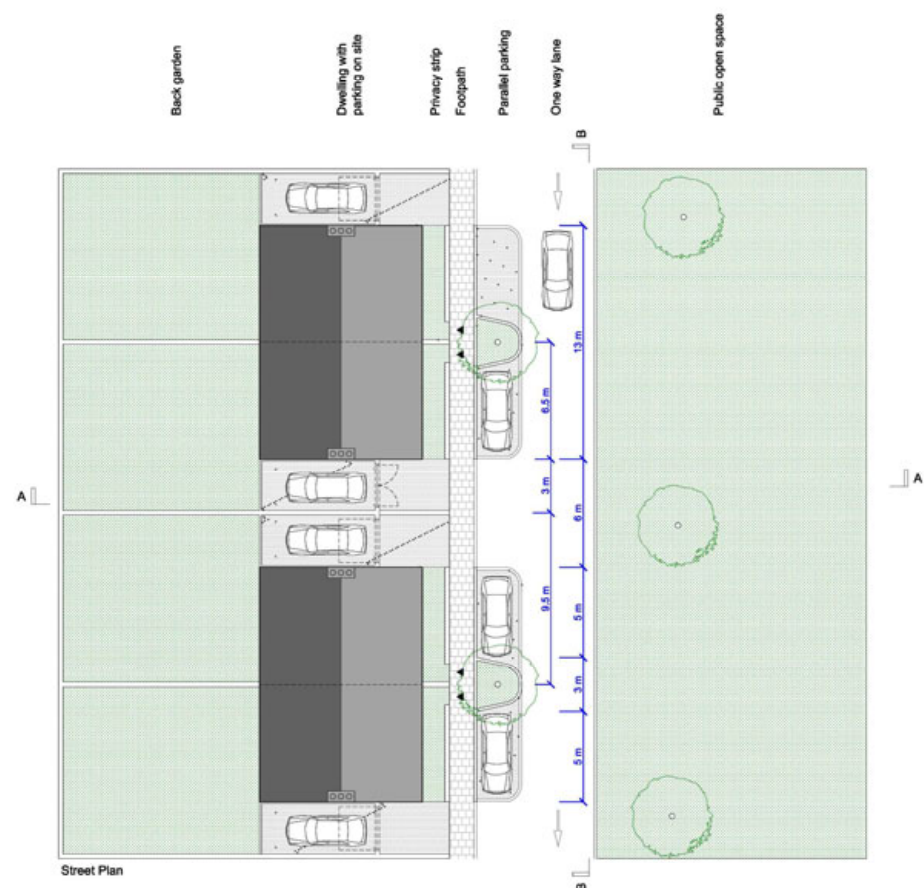 Back garden
Dwelling with
parking on site
Privacy strip
Footpath
Parallel parking
One way lane
Public open space
B
13 m
6.5 m
A
A
3 m
6 m
9.5 m
5 m
3 m
5 m
Street Plan
B